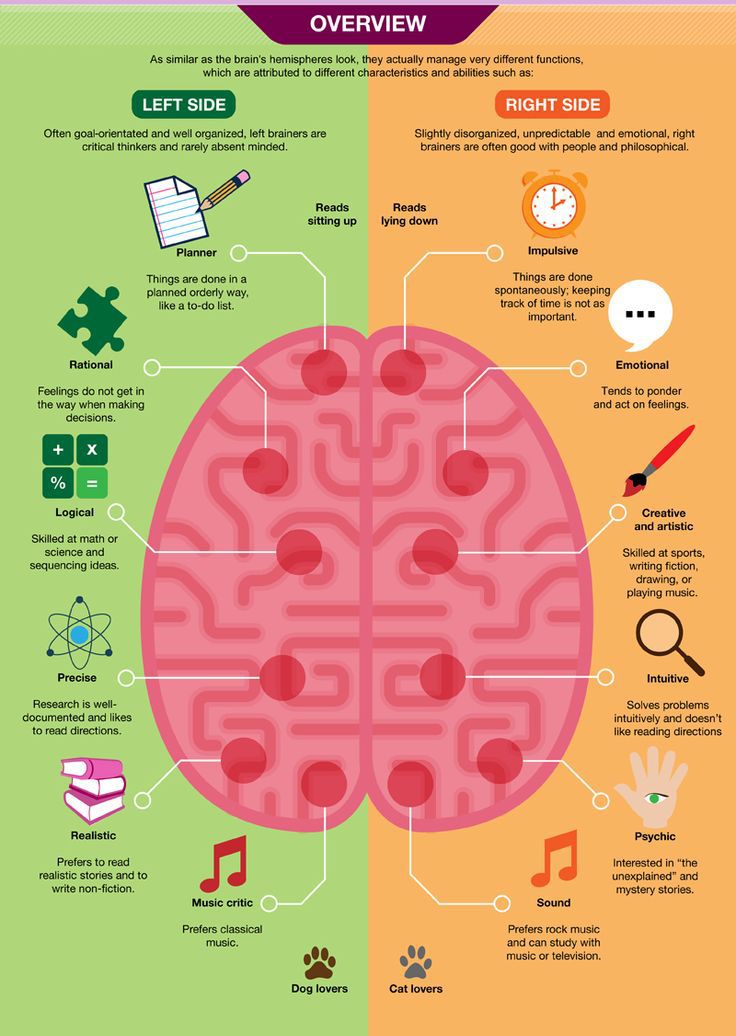 OVERVIEW
As similar as the brain's hemispheres look, they actually manage very different functions,
which are attributed to different characteristics and abilities such as:
LEFT SIDE
Often goal-orientated and well organized, left brainers are
critical thinkers and rarely absent minded.
RIGHT SIDE
Slightly disorganized, unpredictable and emotional, right
brainers are often good with people and philosophical.
Reads
sitting up
Reads
lying down
Planner
Things are done in a
planned orderly way,
like a to-do list.
Impulsive
Things are done
spontaneously; keeping
track of time is not as
important.
Rational
Feelings do not get in
the way when making
decisions.
Emotional
Tends to ponder
and act on feelings.
+ x
% =
Logical
Skilled at math or
science and
sequencing ideas.
Creative
and artistic
Skilled at sports,
writing fiction,
drawing, or
playing music.
Precise
Research is well-
documented and likes
to read directions.
Intuitive
Solves problems
intuitively and doesn't
like reading directions
Realistic
Prefers to read
realistic stories and to
write non-fiction.
Psychic
Interested in "the
unexplained" and
mystery stories.
Music critic
Prefers classical
music.
Sound
Prefers rock music
and can study with
music or television.
Dog lovers
Cat lovers